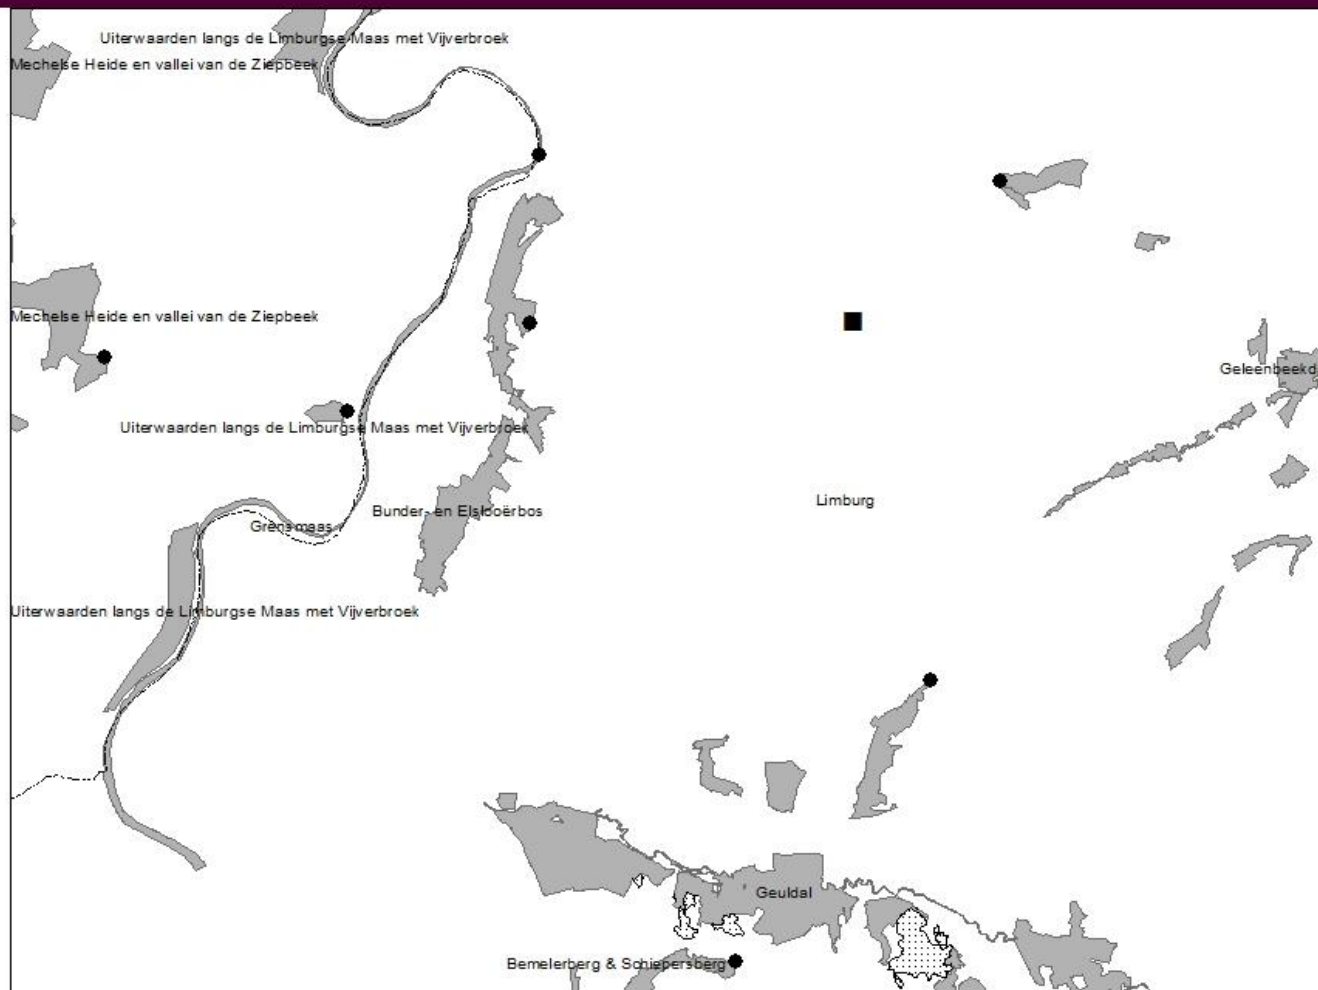 Uiterwaarden langs de Limburgse Maas met Vijverbroek
Mechelse Heide en vallei van de Ziepbeek
Mechelse Heide en vallei van de Ziepbeek
Geleenbeekd
Uiterwaarden langs de Limburgse Maas met Vijverbroek
Limburg
Bunder- en Elslooërbos
Grensmaas
Uiterwaarden langs de Limburgse Maas met Vijverbroek
Geuldal
Bemelerberg & Schiepersberg